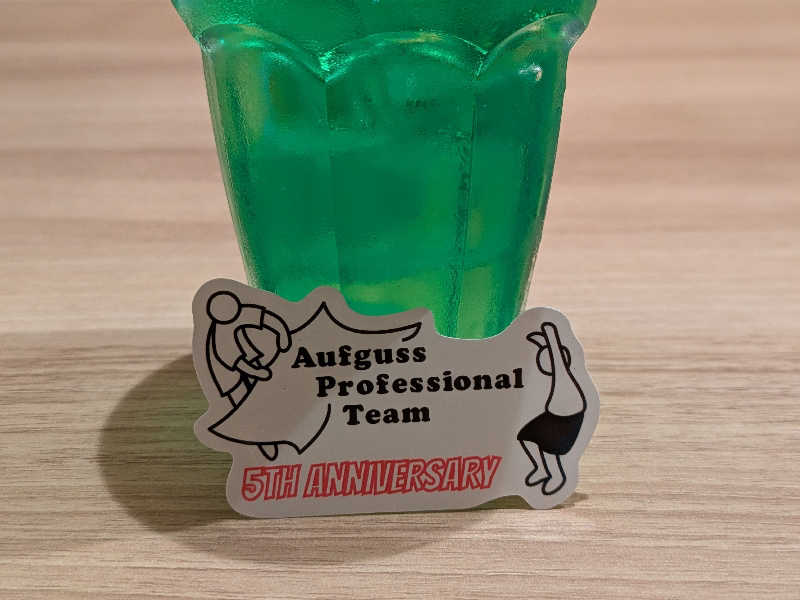 Aufguss
Professional
Team
5TH ANNIVERSARY